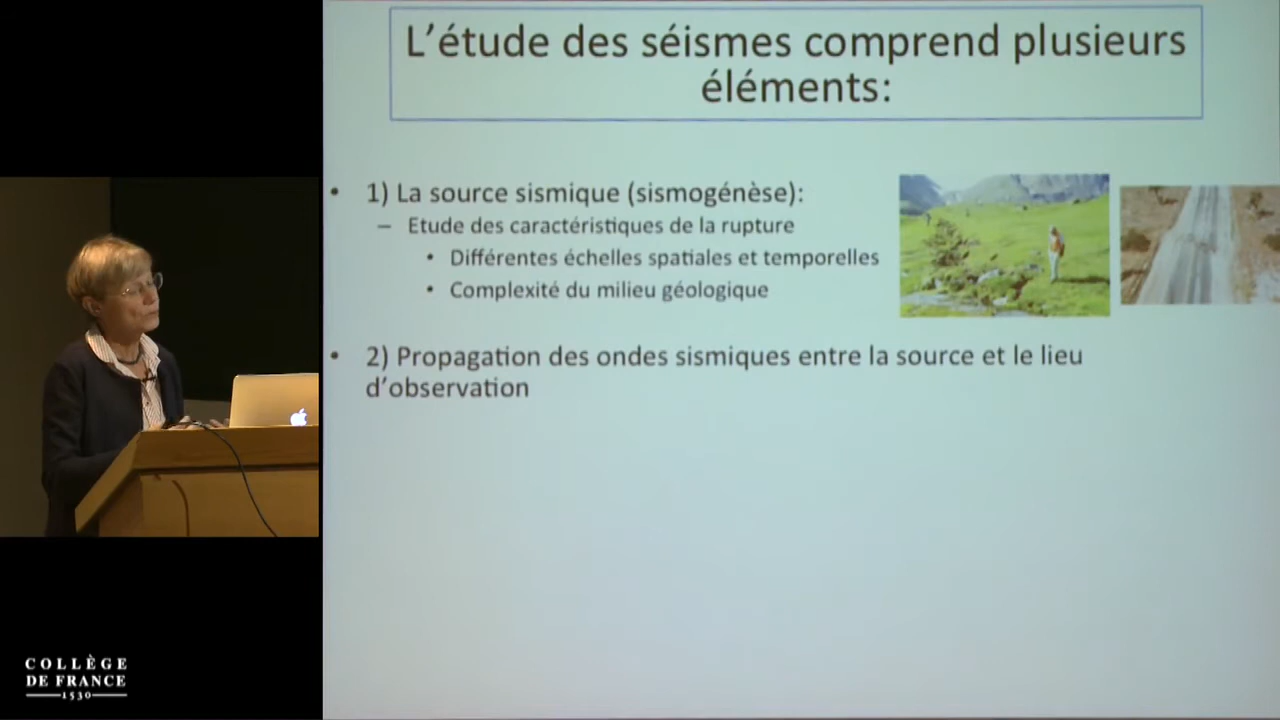 L'étude des séismes comprend plusieurs
éléments:
• 1) La source sismique (sismogénèse):
– Etude des caractéristiques de la rupture
• Différentes échelles spatiales et temporelles
• Complexité du milieu géologique
• 2) Propagation des ondes sismiques entre la source et le lieu
d'observation
COLLÈGE
DE FRANCE
1530